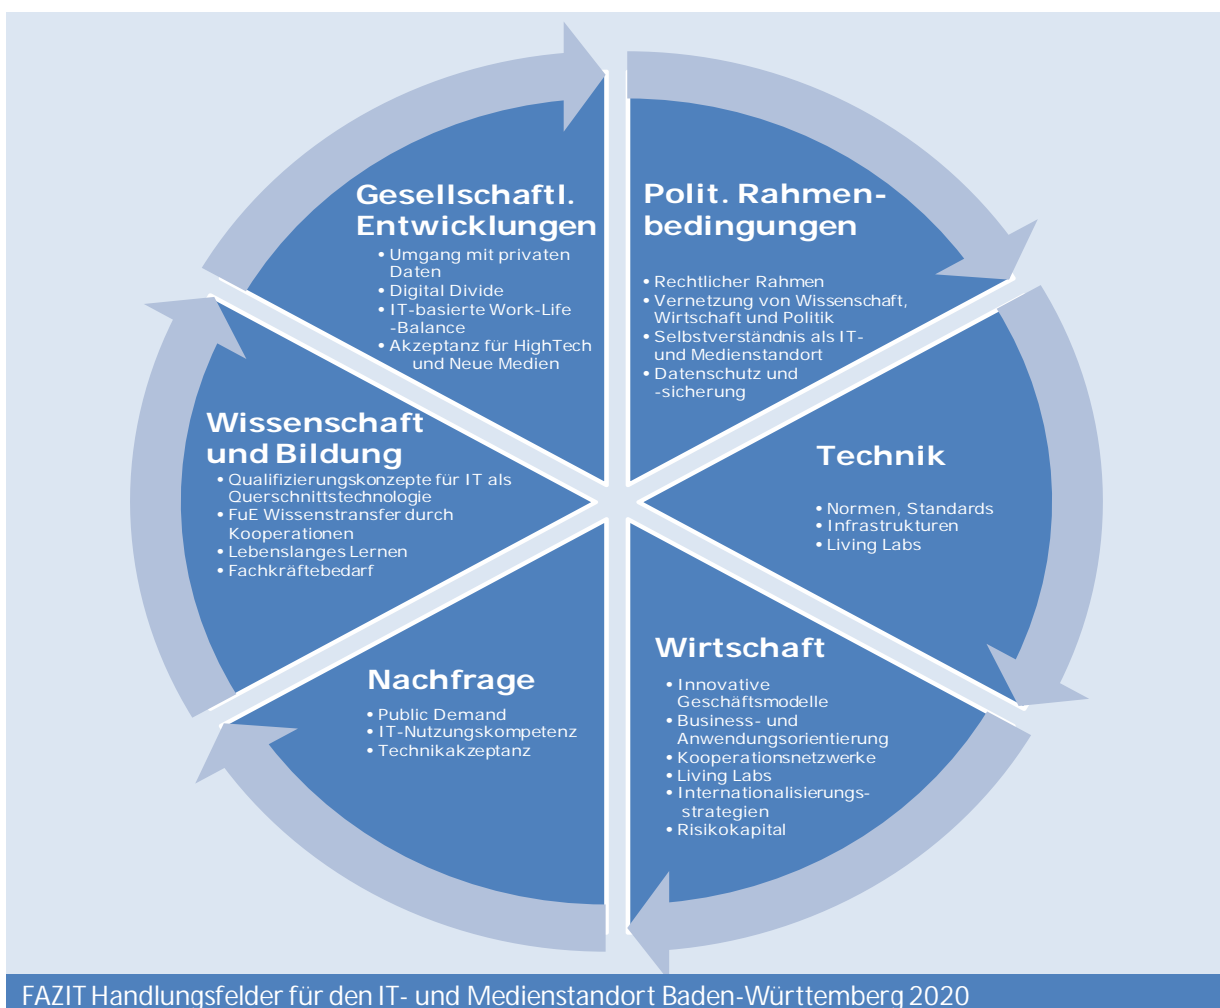 Gesellschaftl.
Entwicklungen
• Umgang mit privaten
Daten
• Digital Divide
• IT-basierte Work-Life
-Balance
• Akzeptanz für HighTech
und Neue Medien
Polit. Rahmen-
bedingungen
• Rechtlicher Rahmen
• Vernetzung von Wissenschaft,
Wirtschaft und Politik
• Selbstverständnis als IT-
und Medienstandort
• Datenschutz und
-sicherung
Technik
• Normen, Standards
• Infrastrukturen
• Living Labs
Wirtschaft
• Innovative
Geschäftsmodelle
• Business- und
Anwendungsorientierung
• Kooperationsnetzwerke
• Living Labs
• Internationalisierungs-
strategien
• Risikokapital
Nachfrage
• Public Demand
• IT-Nutzungskompetenz
• Technikakzeptanz
Wissenschaft
und Bildung
• Qualifizierungskonzepte für IT als
Querschnittstechnologie
• FuE Wissenstransfer durch
Kooperationen
• Lebenslanges Lernen
• Fachkräftebedarf
FAZIT Handlungsfelder für den IT- und Medienstandort Baden-Württemberg 2020